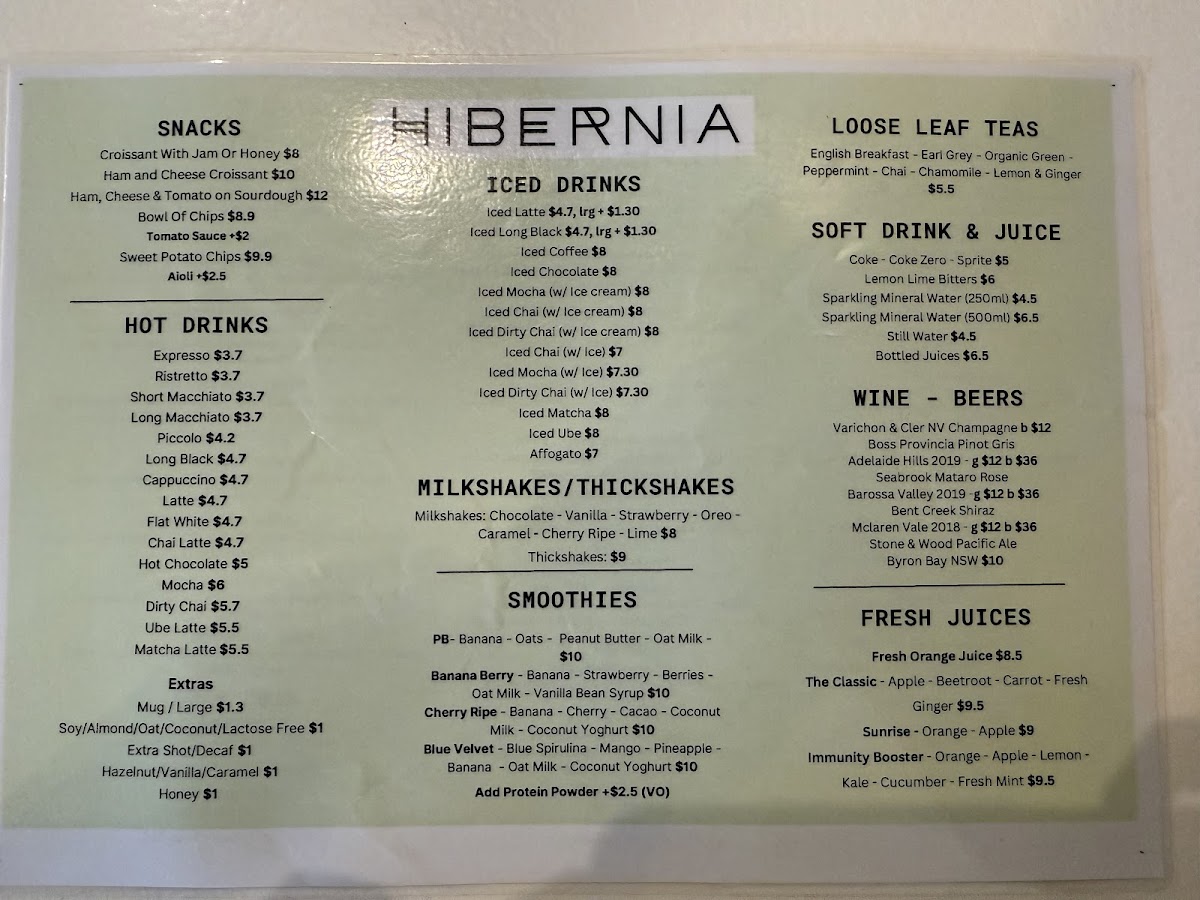 HIBERNIA
SNACKS
Croissant With Jam Or Honey $8
Ham and Cheese Croissant $10
Ham, Cheese & Tomato on Sourdough $12
Bowl Of Chips $8.9
Tomato Sauce +$2
Sweet Potato Chips $9.9
Aioli +$2.5
HOT DRINKS
Expresso $3.7
Ristretto $3.7
Short Macchiato $3.7
Long Macchiato $3.7
Piccolo $4.2
Long Black $4.7
Cappuccino $4.7
Latte $4.7
Flat White $4.7
Chai Latte $4.7
Hot Chocolate $5
Mocha $6
Dirty Chai $5.7
Ube Latte $5.5
Matcha Latte $5.5
Extras
Mug / Large $1.3
Soy/Almond/Oat/Coconut/Lactose Free $1
Extra Shot/Decaf $1
Hazelnut/Vanilla/Caramel $1
Honey $1
ICED DRINKS
Iced Latte $4.7, lrg + $1.30
Iced Long Black $4.7, lrg + $1.30
Iced Coffee $8
Iced Chocolate $8
Iced Mocha (w/ Ice cream) $8
Iced Chai (w/ Ice cream) $8
Iced Dirty Chai (w/ Ice cream) $8
Iced Chai (w/ Ice) $7
Iced Mocha (w/ Ice) $7.30
Iced Dirty Chai (w/ Ice) $7.30
Iced Matcha $8
Iced Ube $8
Affogato $7
MILKSHAKES/THICKSHAKES
Milkshakes: Chocolate - Vanilla - Strawberry - Oreo -
Caramel - Cherry Ripe - Lime $8
Thickshakes: $9
SMOOTHIES
PB- Banana - Oats - Peanut Butter - Oat Milk -
$10
Banana Berry - Banana - Strawberry - Berries -
Oat Milk - Vanilla Bean Syrup $10
Cherry Ripe - Banana - Cherry - Cacao - Coconut
Milk - Coconut Yoghurt $10
Blue Velvet - Blue Spirulina - Mango - Pineapple -
Banana - Oat Milk - Coconut Yoghurt $10
Add Protein Powder +$2.5 (VO)
LOOSE LEAF TEAS
English Breakfast - Earl Grey - Organic Green -
Peppermint - Chai - Chamomile - Lemon & Ginger
$5.5
SOFT DRINK & JUICE
Coke - Coke Zero - Sprite $5
Lemon Lime Bitters $6
Sparkling Mineral Water (250ml) $4.5
Sparkling Mineral Water (500ml) $6.5
Still Water $4.5
Bottled Juices $6.5
WINE - BEERS
Varichon & Cler NV Champagne b $12
Boss Provincia Pinot Gris
Adelaide Hills 2019 - g $12 b $36
Seabrook Mataro Rose
Barossa Valley 2019 -g $12 b $36
Bent Creek Shiraz
Mclaren Vale 2018 - g $12 b $36
Stone & Wood Pacific Ale
Byron Bay NSW $10
FRESH JUICES
Fresh Orange Juice $8.5
The Classic - Apple - Beetroot - Carrot - Fresh
Ginger $9.5
Sunrise - Orange - Apple $9
Immunity Booster - Orange - Apple - Lemon -
Kale - Cucumber - Fresh Mint $9.5